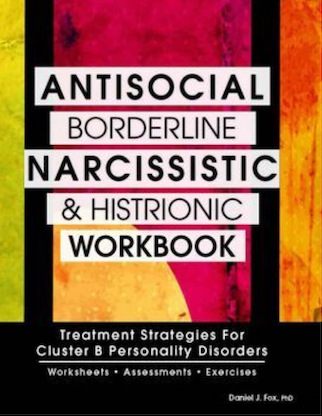 ANTISOCIAL
BORDERLINE
NARCISSISTIC
& HISTRIONIC
WORKBOOK
Treatment Strategies For
Cluster B Personality Disorders
Worksheets • Assessments • Exercises
Daniel J. Fox, PhD